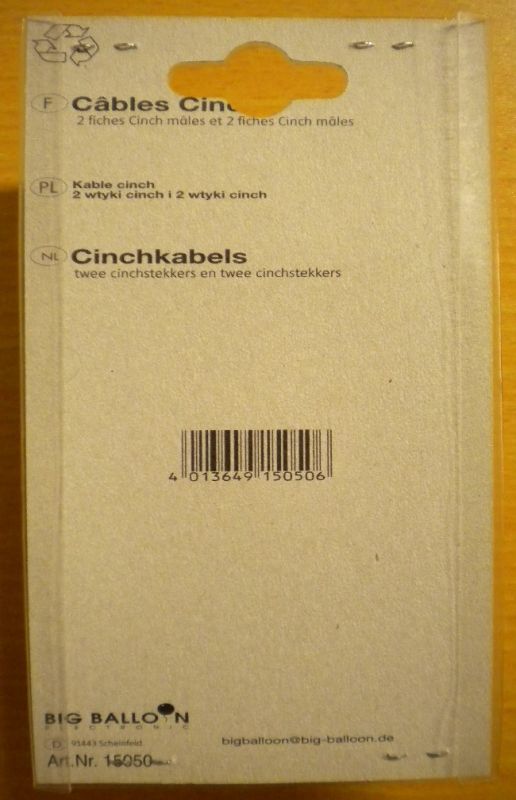 F Câbles Cin
2 fiches Cinch mâles et 2 fiches Cinch mâles
PL Kable cinch
2 wtyki cinch i 2 wtyki cinch
NL Cinchkabels
twee cinchstekkers en twee cinchstekkers
4 013649 150506
BIG BALLOON
ELECTRONIC
D 91443 Scheinfeld
bigballoon@big-balloon.de
Art.Nr. 15050